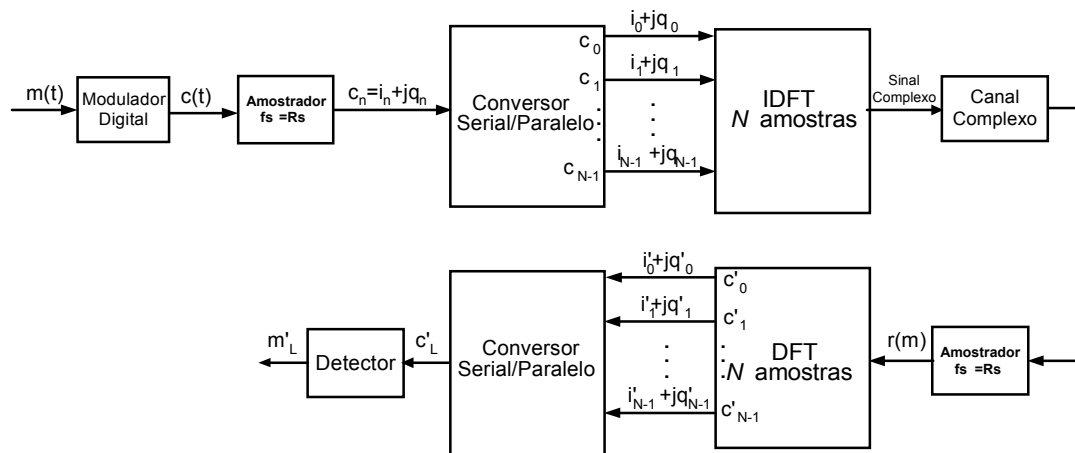 m(t)
Modulador
Digital
c(t)
Amostrador
fs =Rs
c_n=i_n+jq_n
Conversor
Serial/Paralelo
c_0
c_1
c_N-1
i_0+jq_0
i_1+jq_1
i_N-1 +jq_N-1
IDFT
N amostras
Sinal
Complexo
Canal
Complexo
m'_L
Detector
c'_L
Conversor
Serial/Paralelo
i'_0+jq'_0
i'_1+jq'_1
i'_N-1 +jq'_N-1
c'_0
c'_1
c'_N-1
DFT
N amostras
r(m)
Amostrador
fs =Rs